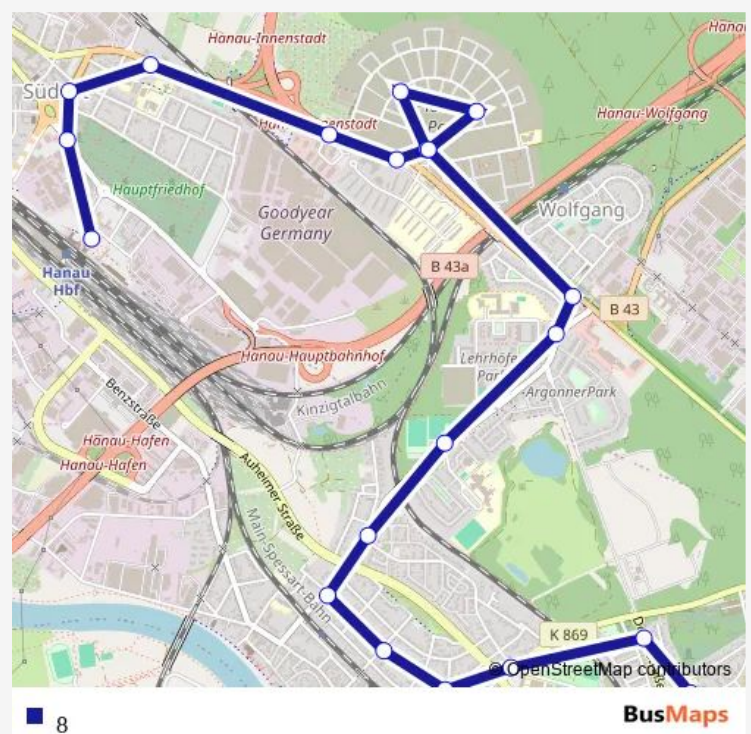 Hanau-Innenstadt
Hanau
Süd
Hanau-Wolfgang
Hauptfriedhof
Goodyear
Germany
Wolfgang
B 43a
Hanau
Hbf
B 43
Hanau-Hauptbahnhof
Lehrhöfe
Park
Kinzigtalbahn
ArgonnerPark
Benzstraße
Hanau-Hafen
Hanau-Hafen
Auheimer Straße
Main-Spessart-Bahn
K 869
© OpenStreetMap contributors
8
BusMaps